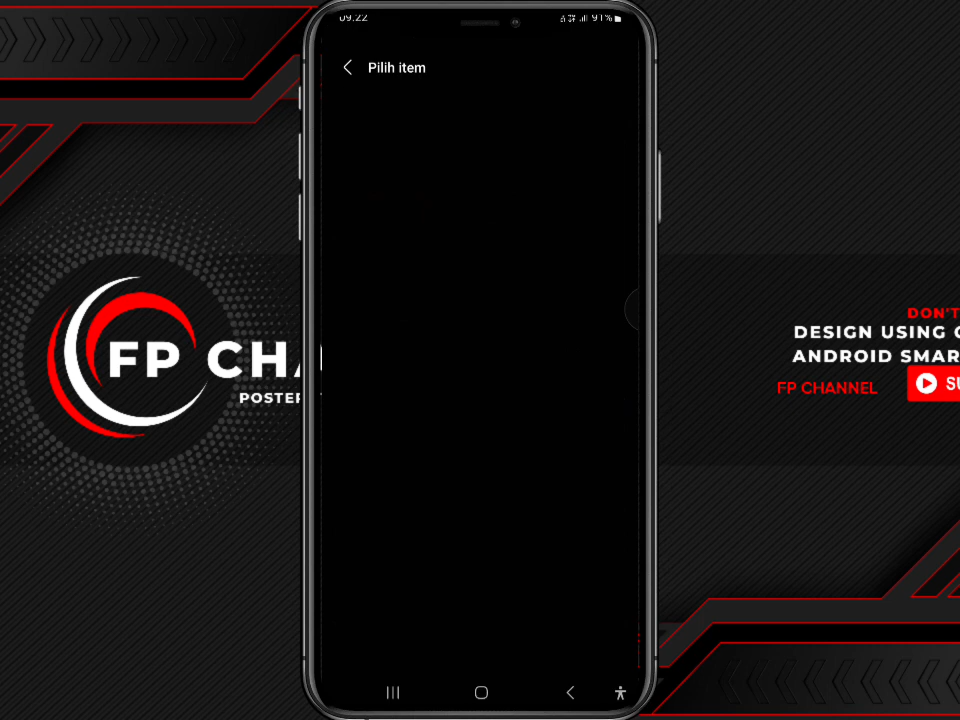 09.22
91%
Pilih item
FP CHA
POSTER
DON'T
DESIGN USING
ANDROID SMAR
FP CHANNEL
SU